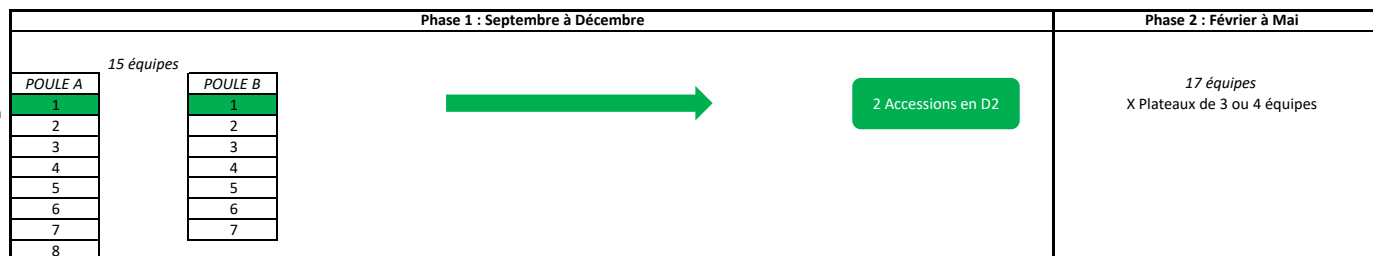 Phase 1 : Septembre à Décembre Phase 2 : Février à Mai
15 équipes
POULE A POULE B 17 équipes
1 1 2 Accessions en D2 X Plateaux de 3 ou 4 équipes
2 2
3 3
4 4
5 5
6 6
7 7
8